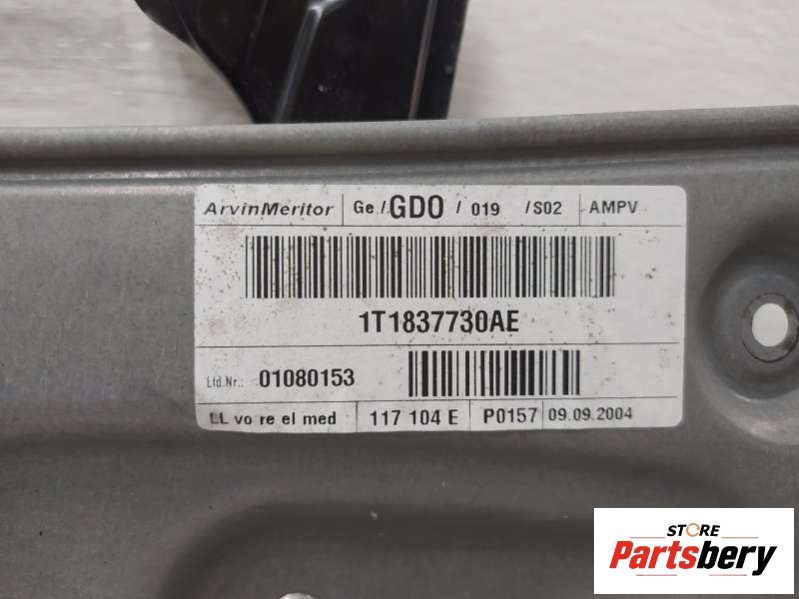 ArvinMeritor Ge / GDO / 019 / S02 AMPV
1T1837730AE
Lfd.Nr.: 01080153
LL vo re el med 117 104 E P0157 09.09.2004
STORE
Partsbery